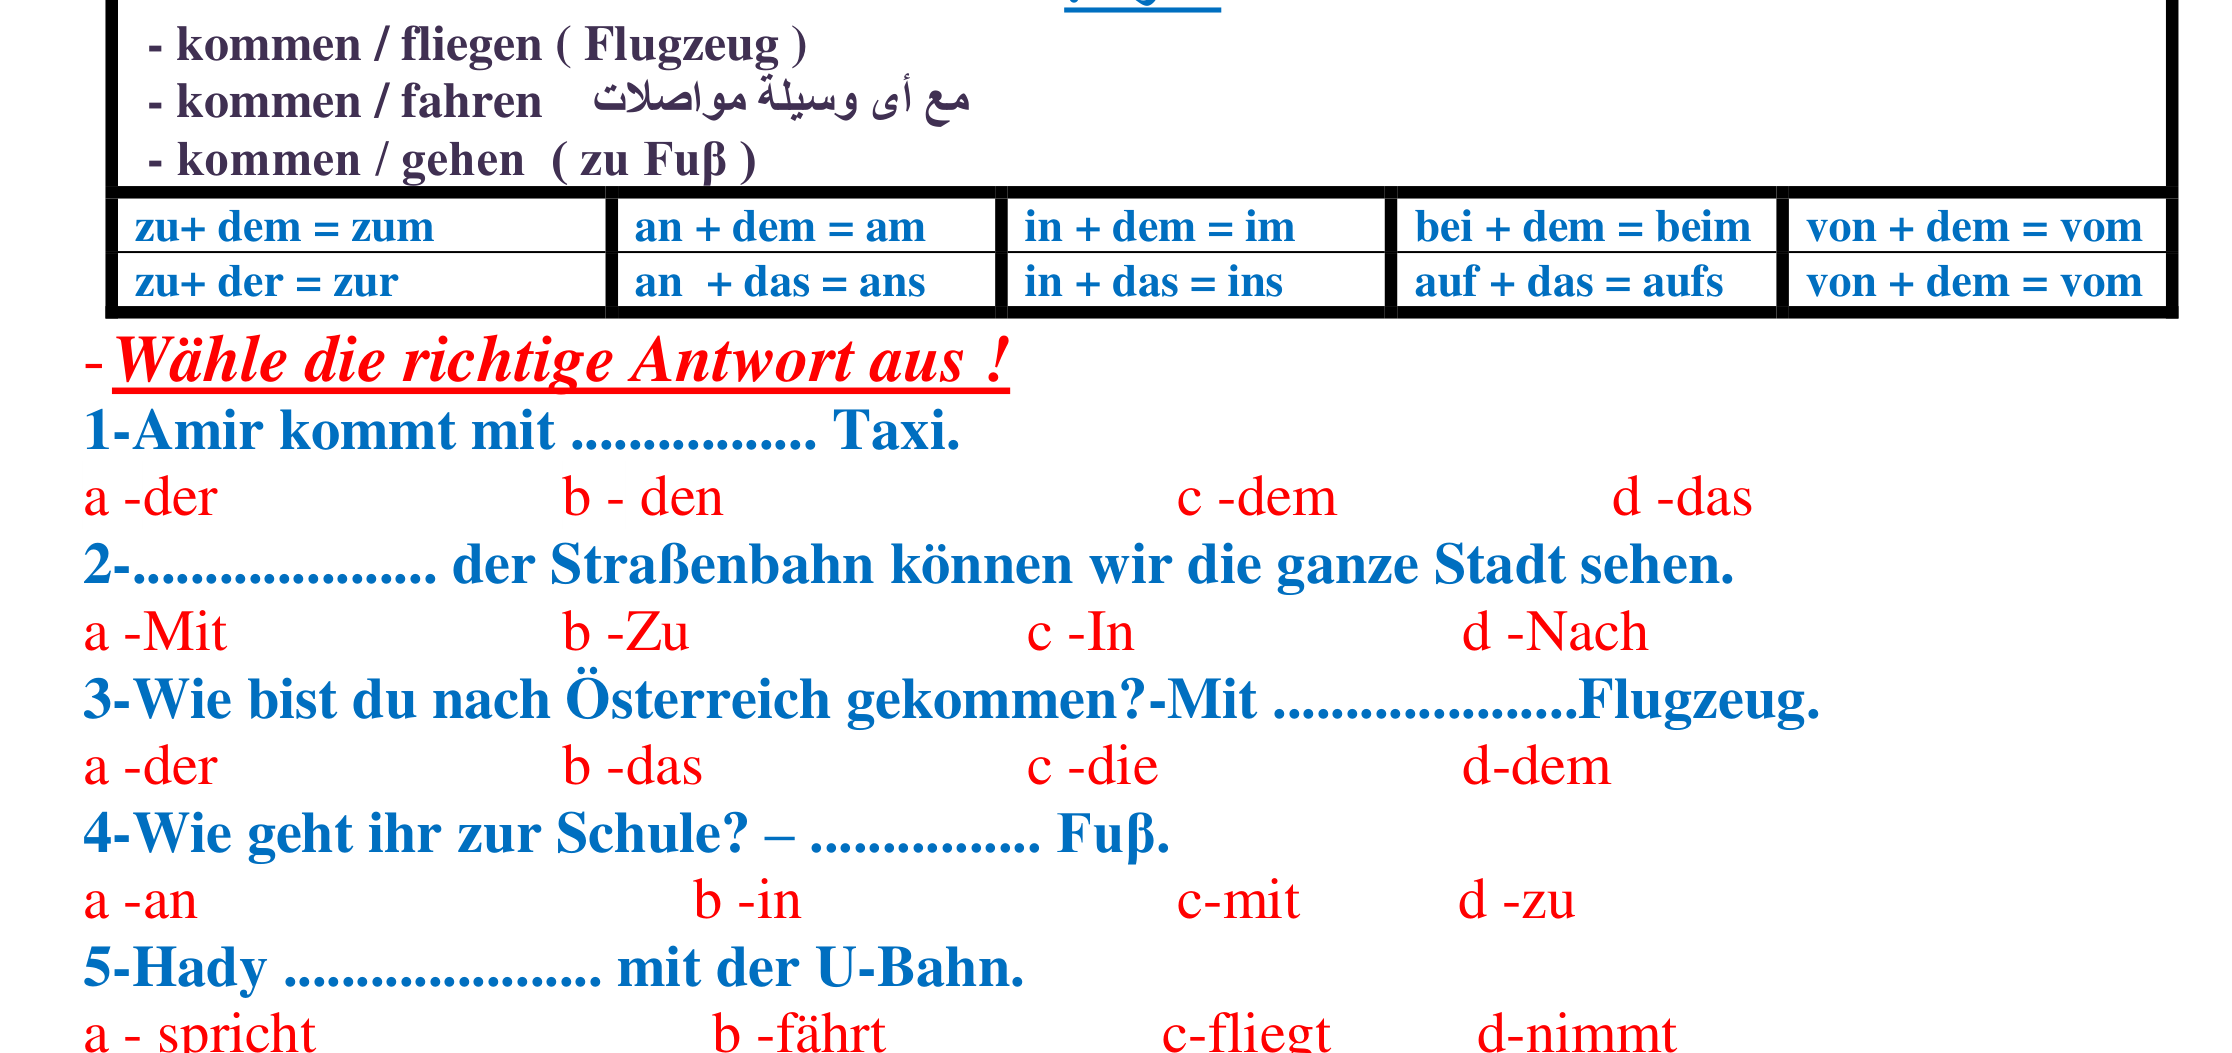 - kommen / fliegen ( Flugzeug )
- kommen / fahren مع أى وسيلة مواصلات
- kommen / gehen ( zu Fuβ )
zu+ dem = zum an + dem = am in + dem = im bei + dem = beim von + dem = vom
zu+ der = zur an + das = ans in + das = ins auf + das = aufs von + dem = vom
-Wähle die richtige Antwort aus !
1-Amir kommt mit ................. Taxi.
a -der b - den c -dem d -das
2-..................... der Straßenbahn können wir die ganze Stadt sehen.
a -Mit b -Zu c -In d -Nach
3-Wie bist du nach Österreich gekommen?-Mit .....................Flugzeug.
a -der b -das c -die d-dem
4-Wie geht ihr zur Schule? – ................ Fuβ.
a -an b -in c-mit d -zu
5-Hady ...................... mit der U-Bahn.
a - spricht b -fährt c-fliegt d-nimmt